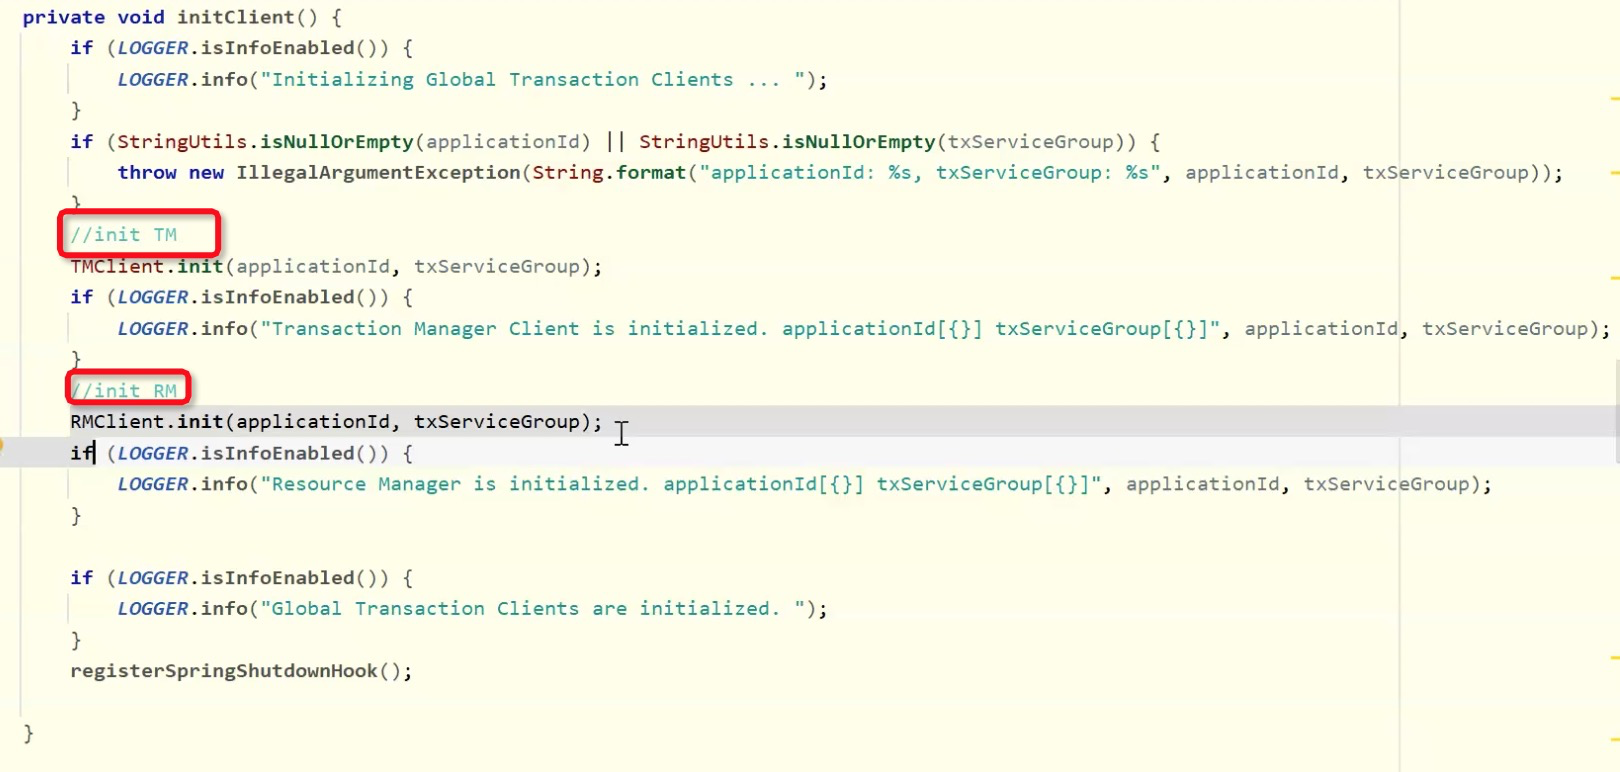 private void initClient() {
if (LOGGER.isInfoEnabled()) {
LOGGER.info("Initializing Global Transaction Clients ... ");
}
if (StringUtils.isNullOrEmpty(applicationId) || StringUtils.isNullOrEmpty(txServiceGroup)) {
throw new IllegalArgumentException(String.format("applicationId: %s, txServiceGroup: %s", applicationId, txServiceGroup));
}
//init TM
TMClient.init(applicationId, txServiceGroup);
if (LOGGER.isInfoEnabled()) {
LOGGER.info("Transaction Manager Client is initialized. applicationId[{}] txServiceGroup[{}]", applicationId, txServiceGroup);
}
//init RM
RMClient.init(applicationId, txServiceGroup);
if (LOGGER.isInfoEnabled()) {
LOGGER.info("Resource Manager is initialized. applicationId[{}] txServiceGroup[{}]", applicationId, txServiceGroup);
}
if (LOGGER.isInfoEnabled()) {
LOGGER.info("Global Transaction Clients are initialized. ");
}
registerSpringShutdownHook();
}